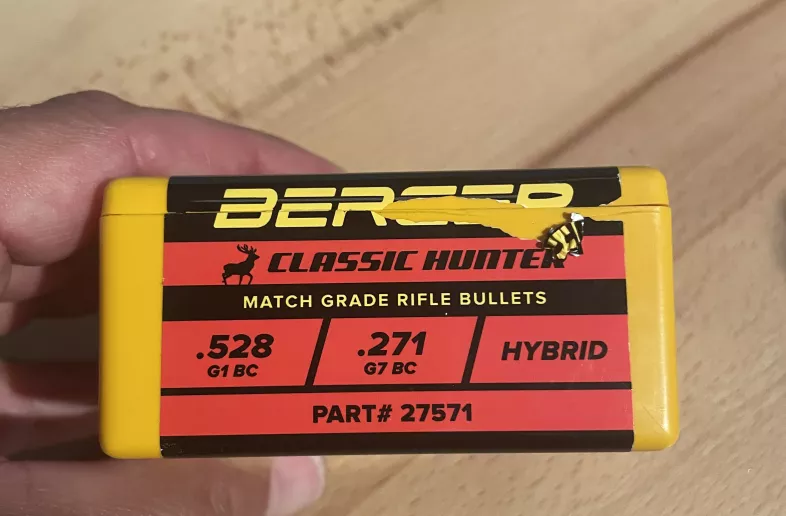 BERGER
CLASSIC HUNTER
MATCH GRADE RIFLE BULLETS
.528
G1 BC
.271
G7 BC
HYBRID
PART# 27571